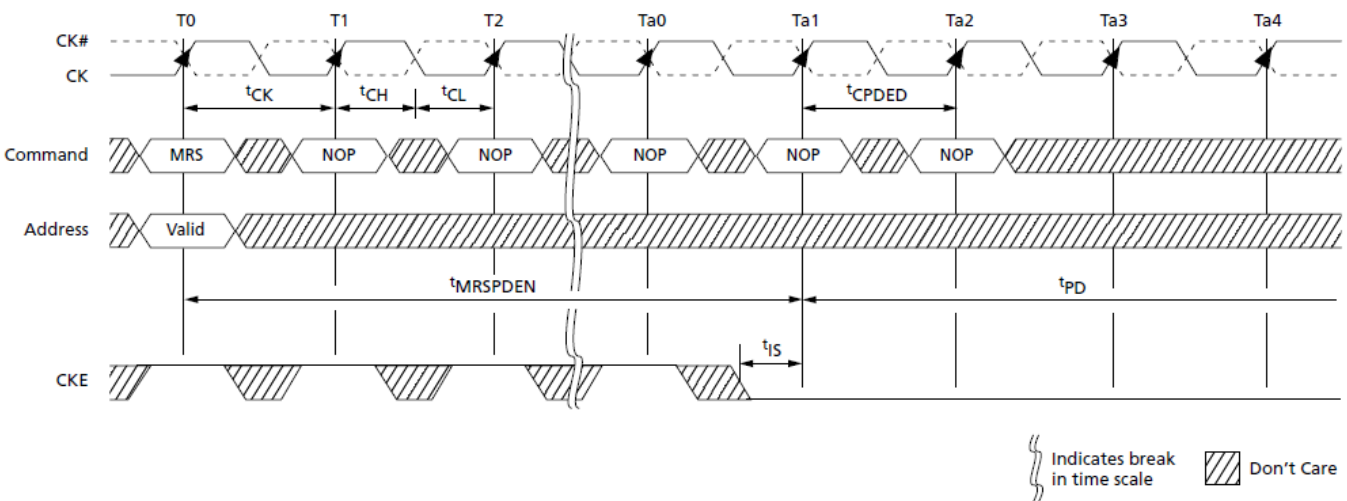 T0 T1 T2 Ta0 Ta1 Ta2 Ta3 Ta4
CK#
CK
tCK tCH tCL tCPDED
Command MRS NOP NOP NOP NOP NOP
Address Valid
tMRSPDEN tPD
tIS
CKE
Indicates break
in time scale
Don't Care